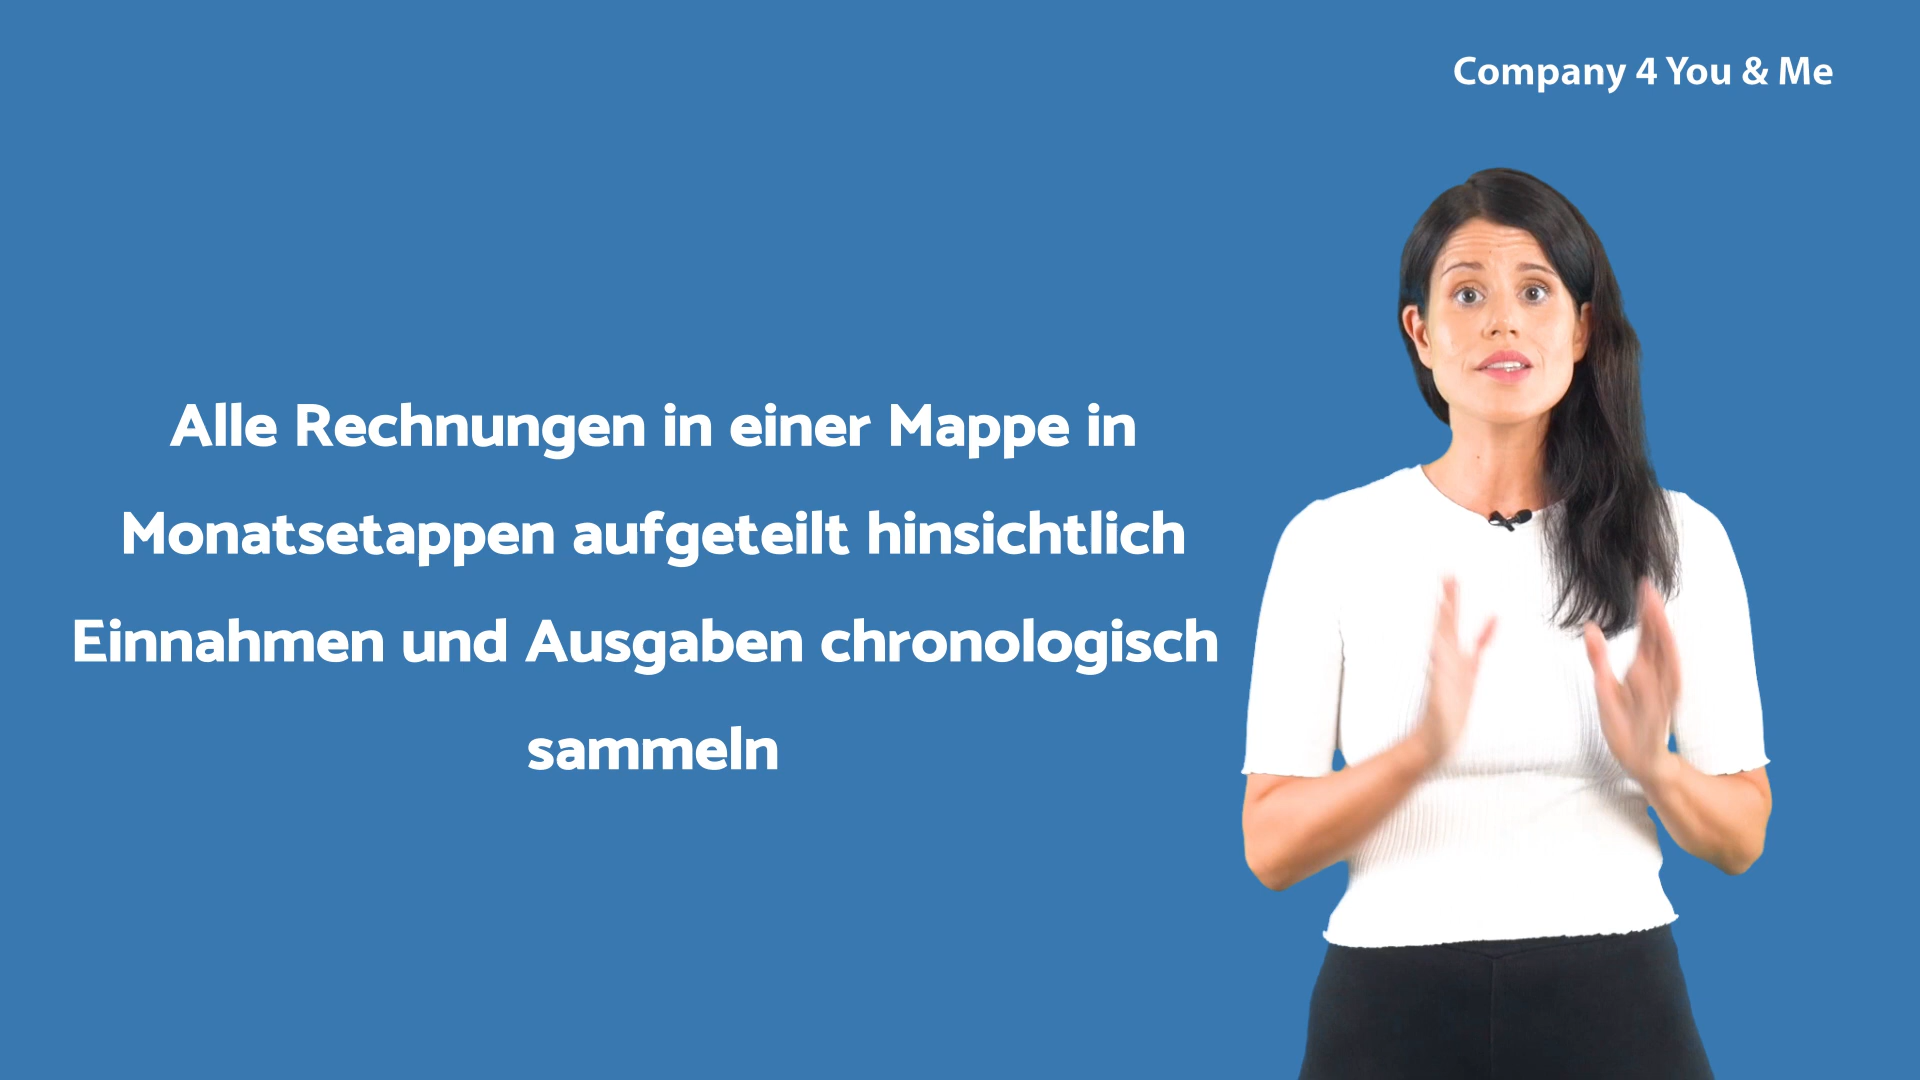 Company 4 You & Me
Alle Rechnungen in einer Mappe in
Monatsetappen aufgeteilt hinsichtlich
Einnahmen und Ausgaben chronologisch
sammeln